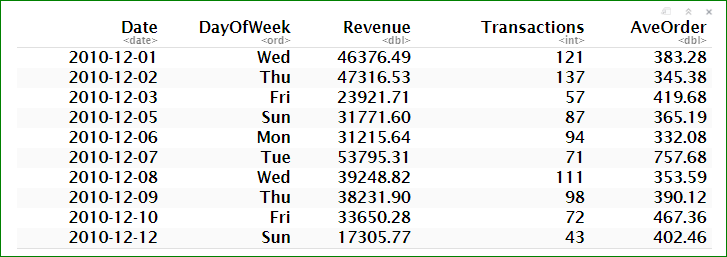 Date DayOfWeek Revenue Transactions AveOrder
<date> <ord> <dbl> <int> <dbl>
2010-12-01 Wed 46376.49 121 383.28
2010-12-02 Thu 47316.53 137 345.38
2010-12-03 Fri 23921.71 57 419.68
2010-12-05 Sun 31771.60 87 365.19
2010-12-06 Mon 31215.64 94 332.08
2010-12-07 Tue 53795.31 71 757.68
2010-12-08 Wed 39248.82 111 353.59
2010-12-09 Thu 38231.90 98 390.12
2010-12-10 Fri 33650.28 72 467.36
2010-12-12 Sun 17305.77 43 402.46